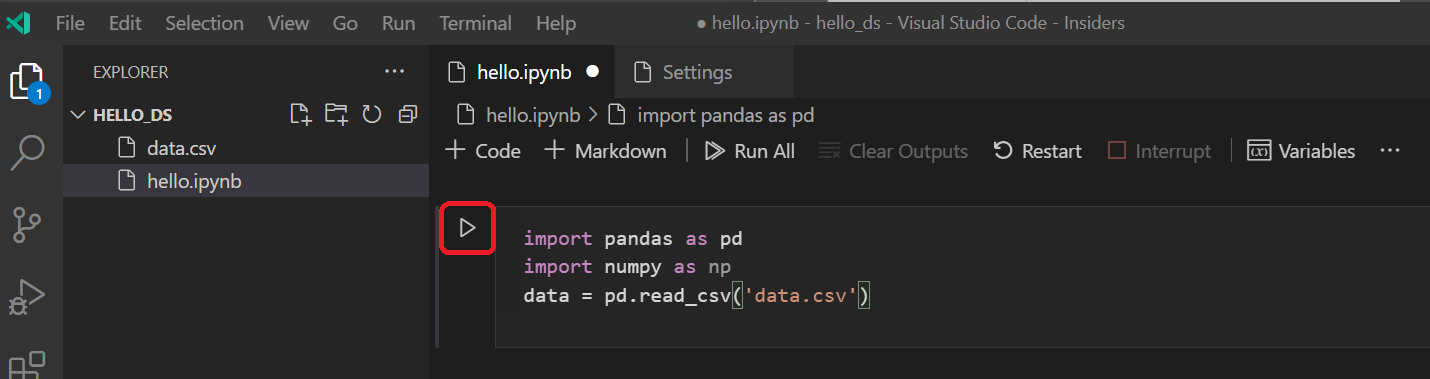 File Edit Selection View Go Run Terminal Help ● hello.ipynb - hello_ds - Visual Studio Code - Insiders
EXPLORER ···
hello.ipynb ●
Settings
1
HELLO_DS
data.csv
hello.ipynb
hello.ipynb > import pandas as pd
+ Code + Markdown Run All Clear Outputs Restart Interrupt (x) Variables ···
import pandas as pd
import numpy as np
data = pd.read_csv('data.csv')